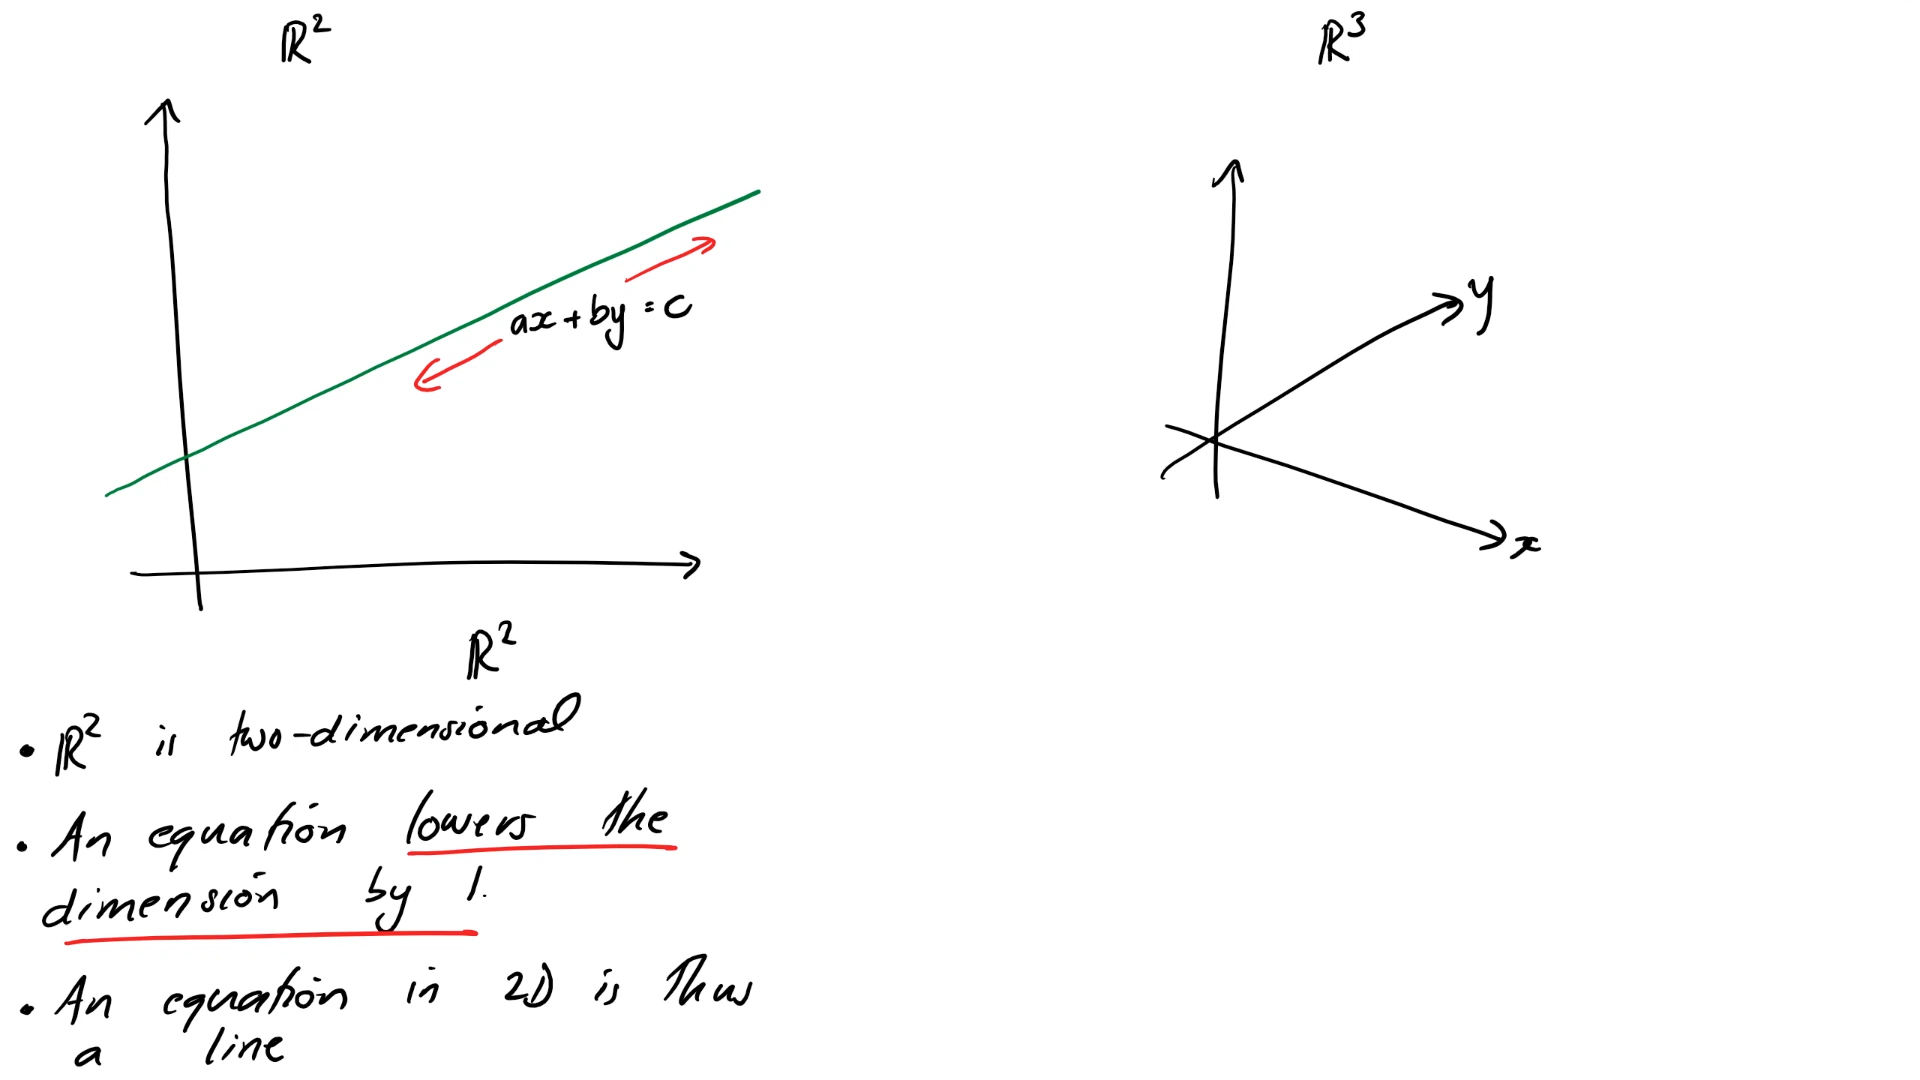 ℝ²
ax + by = c
ℝ²
• ℝ² is two-dimensional
• An equation lowers the
dimension by 1.
• An equation in 2D is thus
a line
ℝ³
y
x